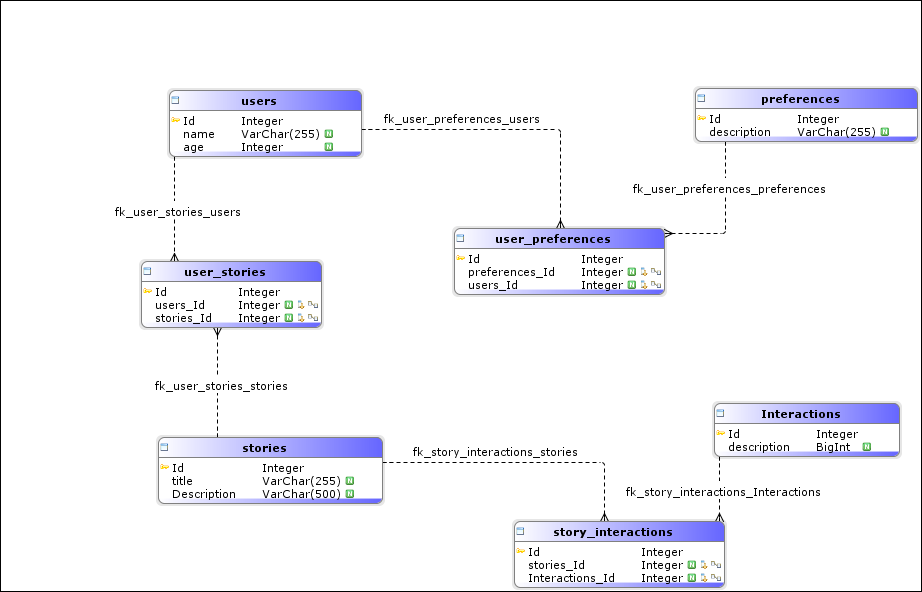 users
Id Integer
name VarChar(255) N
age Integer N
preferences
Id Integer
description VarChar(255) N
fk_user_preferences_users
fk_user_preferences_preferences
fk_user_stories_users
user_preferences
Id Integer
preferences_Id Integer N
users_Id Integer N
user_stories
Id Integer
users_Id Integer N
stories_Id Integer N
fk_user_stories_stories
Interactions
Id Integer
description BigInt N
stories
Id Integer
title VarChar(255) N
Description VarChar(500) N
fk_story_interactions_stories
fk_story_interactions_Interactions
story_interactions
Id Integer
stories_Id Integer N
Interactions_Id Integer N